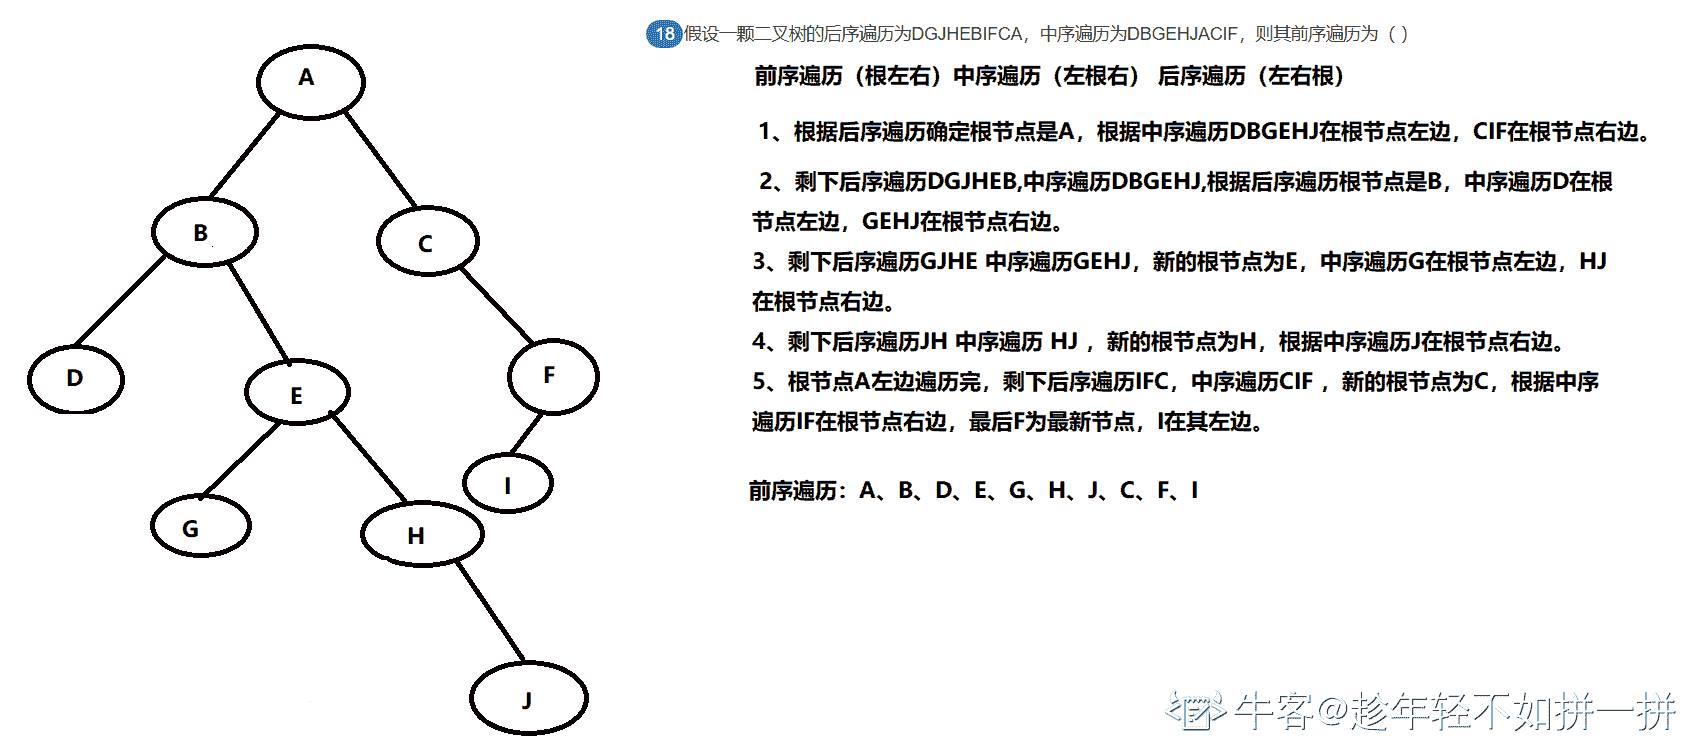 18 假设一颗二叉树的后序遍历为DGJHEBIFCA，中序遍历为DBGEHJACIF，则其前序遍历为（ ）
前序遍历（根左右）中序遍历（左根右） 后序遍历（左右根）
1、根据后序遍历确定根节点是A，根据中序遍历DBGEHJ在根节点左边，CIF在根节点右边。
2、剩下后序遍历DGJHEB,中序遍历DBGEHJ,根据后序遍历根节点是B，中序遍历D在根
节点左边，GEHJ在根节点右边。
3、剩下后序遍历GJHE 中序遍历GEHJ，新的根节点为E，中序遍历G在根节点左边，HJ
在根节点右边。
4、剩下后序遍历JH 中序遍历 HJ ，新的根节点为H，根据中序遍历J在根节点右边。
5、根节点A左边遍历完，剩下后序遍历IFC，中序遍历CIF ，新的根节点为C，根据中序
遍历IF在根节点右边，最后F为最新节点，I在其左边。
前序遍历：A、B、D、E、G、H、J、C、F、I
A
B
C
D
E
F
I
G
H
J
牛客@趁年轻不如拼一拼